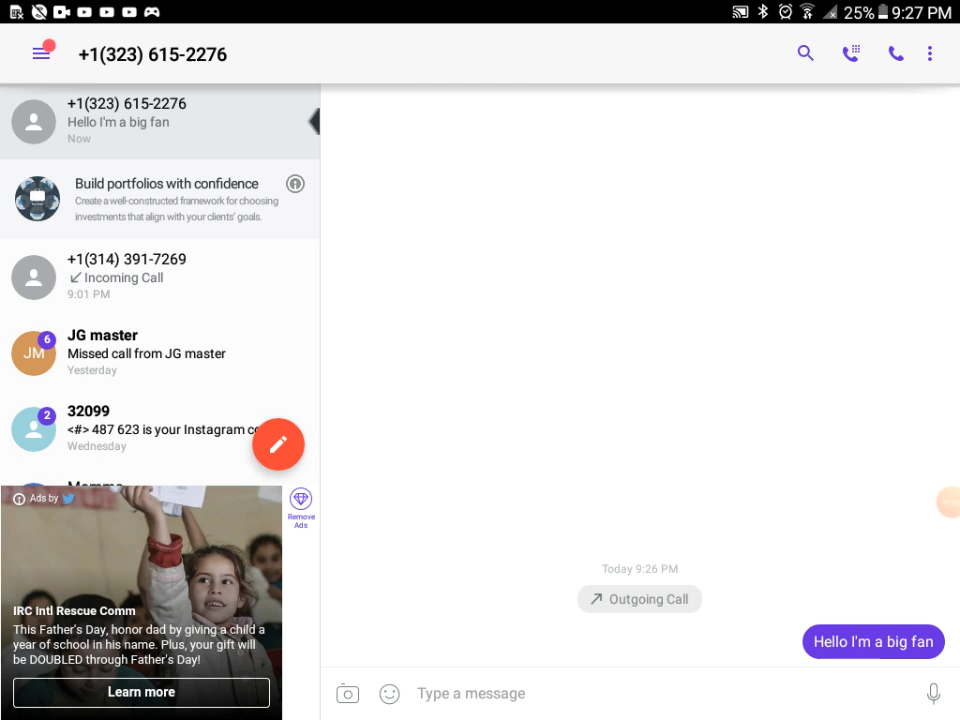 25% 9:27 PM
+1(323) 615-2276
+1(323) 615-2276
Hello I'm a big fan
Now
Build portfolios with confidence
Create a well-constructed framework for choosing
investments that align with your clients' goals.
+1(314) 391-7269
Incoming Call
9:01 PM
JM
6
JG master
Missed call from JG master
Yesterday
2
32099
<#> 487 623 is your Instagram
Wednesday
Ads by
Remove
Ads
IRC Intl Rescue Comm
This Father's Day, honor dad by giving a child a
year of school in his name. Plus, your gift will
be DOUBLED through Father's Day!
Learn more
Today 9:26 PM
Outgoing Call
Hello I'm a big fan
Type a message